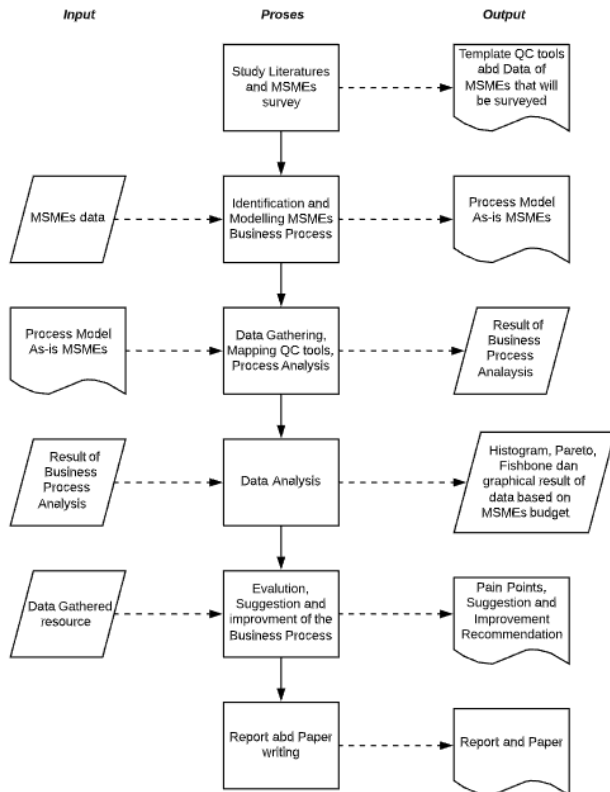 Input
Proses
Output
Study Literatures
and MSMEs
survey
Template QC tools
abd Data of
MSMEs that will
be surveyed
MSMEs data
Identification and
Modelling MSMEs
Business Process
Process Model
As-is MSMEs
Process Model
As-is MSMEs
Data Gathering,
Mapping QC tools,
Process Analysis
Result of
Business
Process
Analaysis
Result of
Business
Process
Analysis
Data Analysis
Histogram, Pareto,
Fishbone dan
graphical result of
data based on
MSMEs budget
Data Gathered
resource
Evalution,
Suggestion and
improvment of the
Business Process
Pain Points,
Suggestion and
Improvement
Recommendation
Report abd Paper
writing
Report and Paper